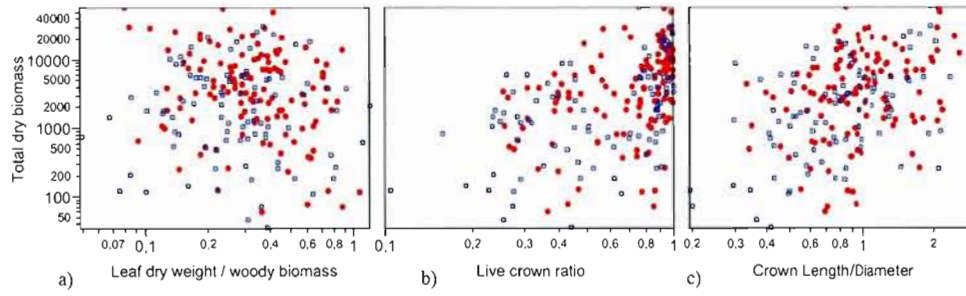 Total dry biomass
40000
20000
10000
5000
2000
1000
500
200
100
50
0.07 0,1 0,2 0,4 0,6 0,8 1
a) Leaf dry weight / woody biomass
0,1 0,2 0,3 0,4 0,6 0,8 1
b) Live crown ratio
0,2 0,3 0,4 0,6 0,8 1 2
c) Crown Length/Diameter